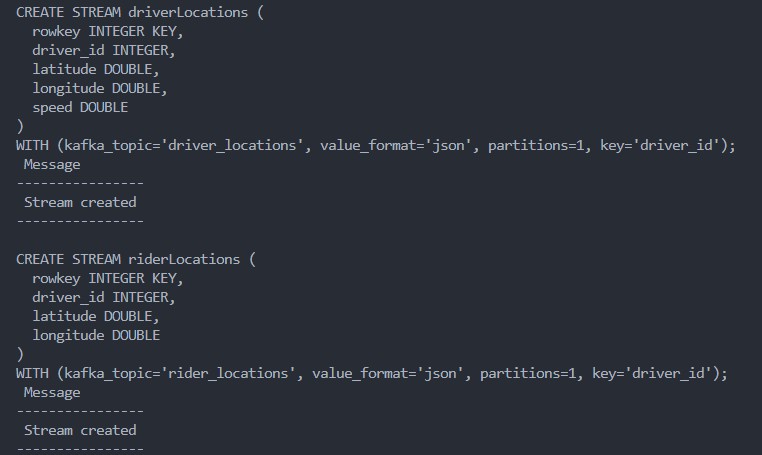 CREATE STREAM driverLocations (
rowkey INTEGER KEY,
driver_id INTEGER,
latitude DOUBLE,
longitude DOUBLE,
speed DOUBLE
)
WITH (kafka_topic='driver_locations', value_format='json', partitions=1, key='driver_id');
Message
----------------
Stream created
----------------
CREATE STREAM riderLocations (
rowkey INTEGER KEY,
driver_id INTEGER,
latitude DOUBLE,
longitude DOUBLE
)
WITH (kafka_topic='rider_locations', value_format='json', partitions=1, key='driver_id');
Message
----------------
Stream created
----------------